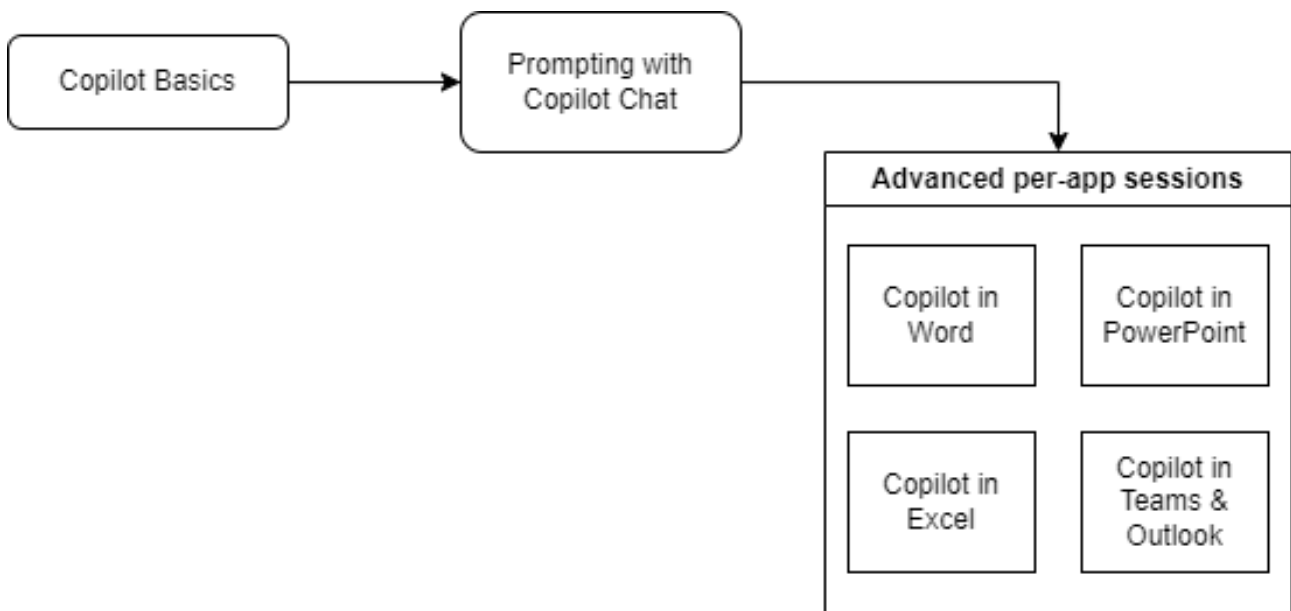 Copilot Basics
Prompting with
Copilot Chat
Advanced per-app sessions
Copilot in
Word
Copilot in
PowerPoint
Copilot in
Excel
Copilot in
Teams &
Outlook